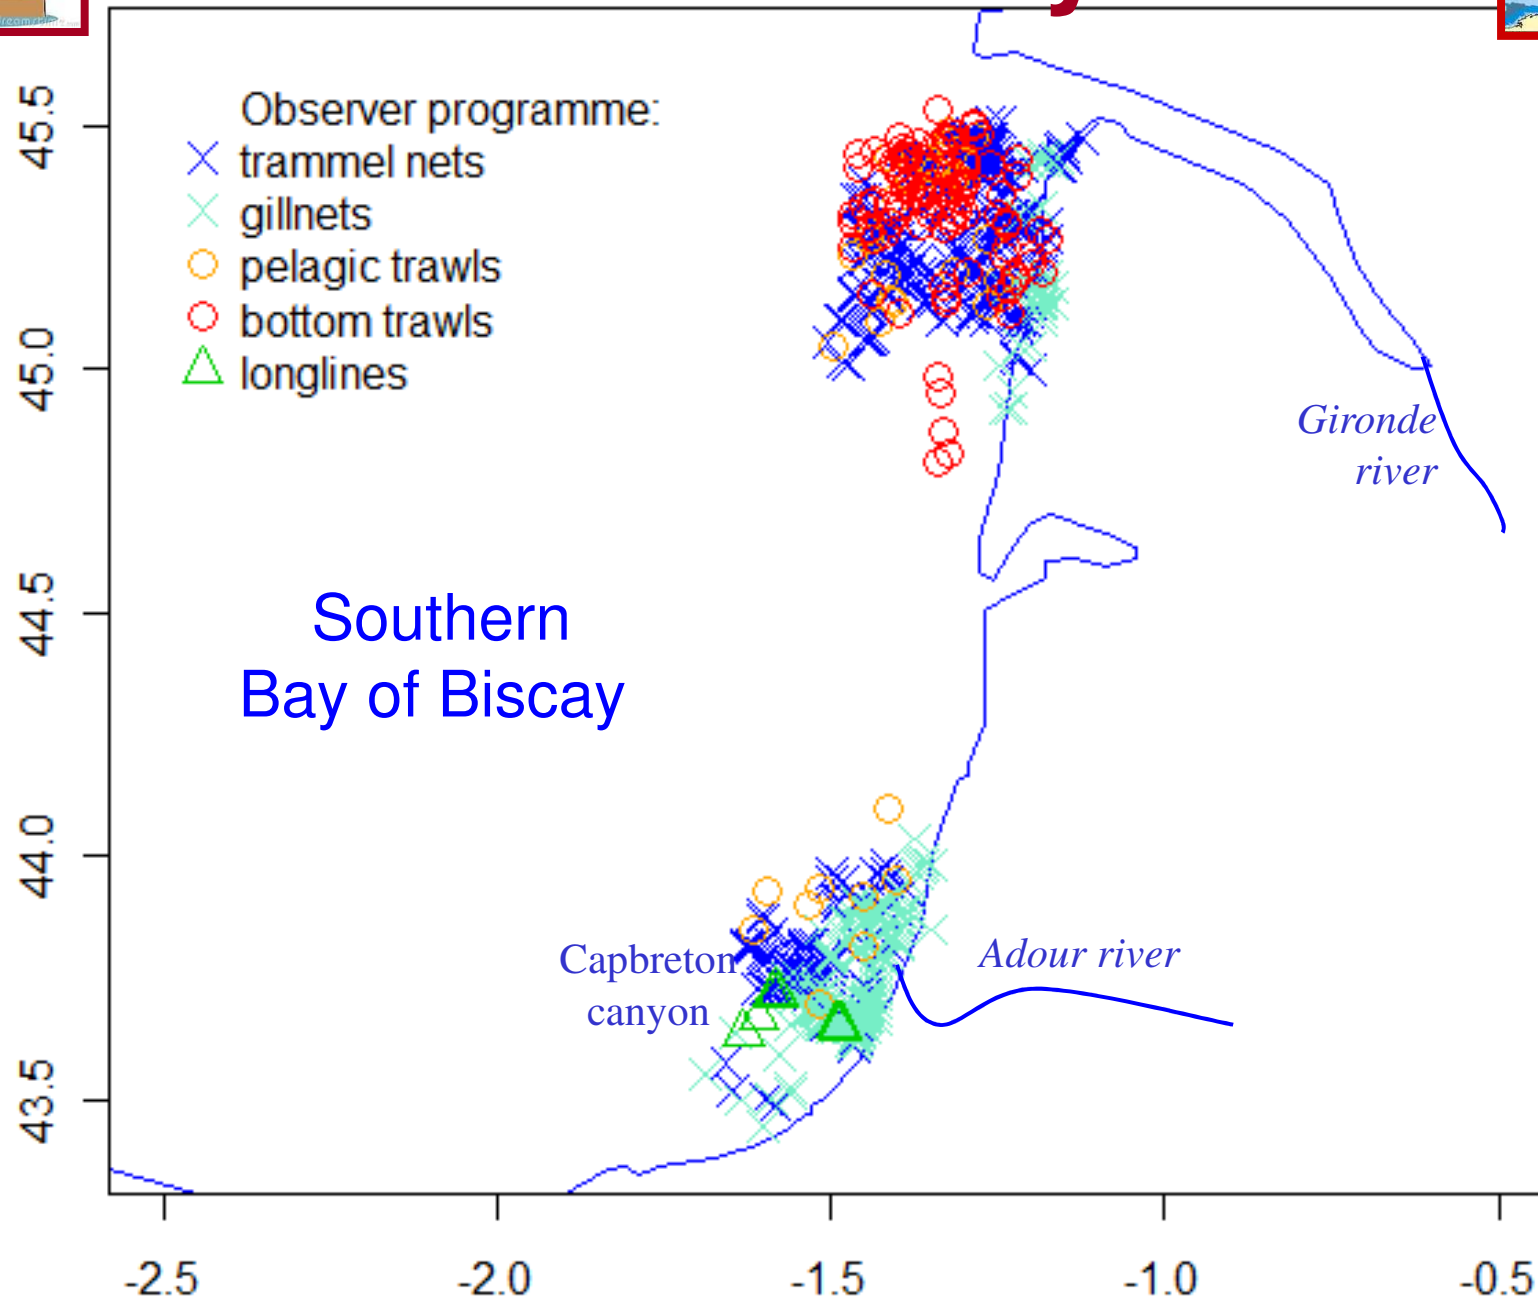 y
Observer programme:
trammel nets
gillnets
pelagic trawls
bottom trawls
longlines
45.5
45.0
44.5
44.0
43.5
Gironde
river
Southern
Bay of Biscay
Capbreton
canyon
Adour river
-2.5
-2.0
-1.5
-1.0
-0.5